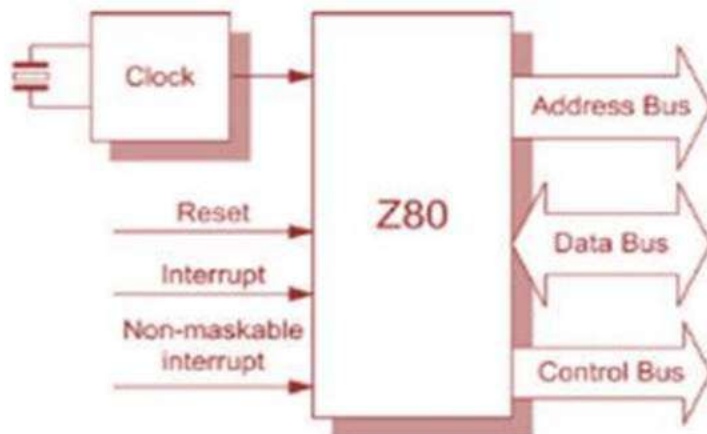 Clock
Address Bus
Reset
Z80
Data Bus
Interrupt
Non-maskable
interrupt
Control Bus